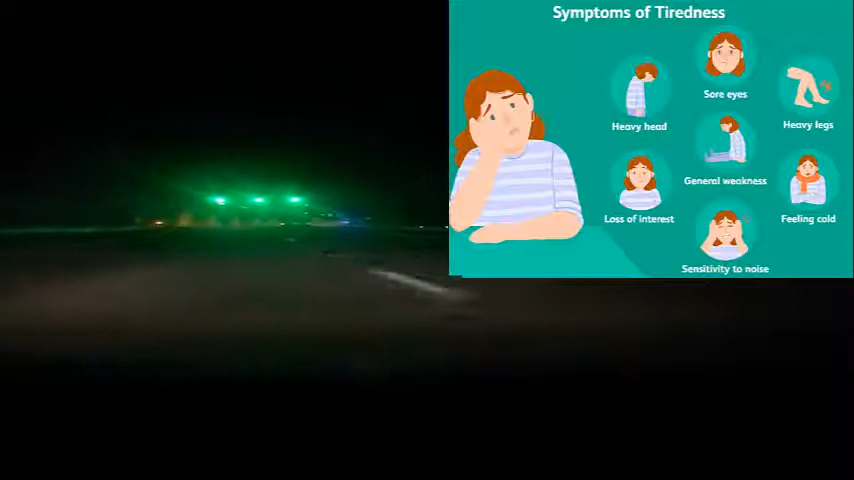 Symptoms of Tiredness
Sore eyes
Heavy head
Heavy legs
General weakness
Loss of interest
Feeling cold
Sensitivity to noise